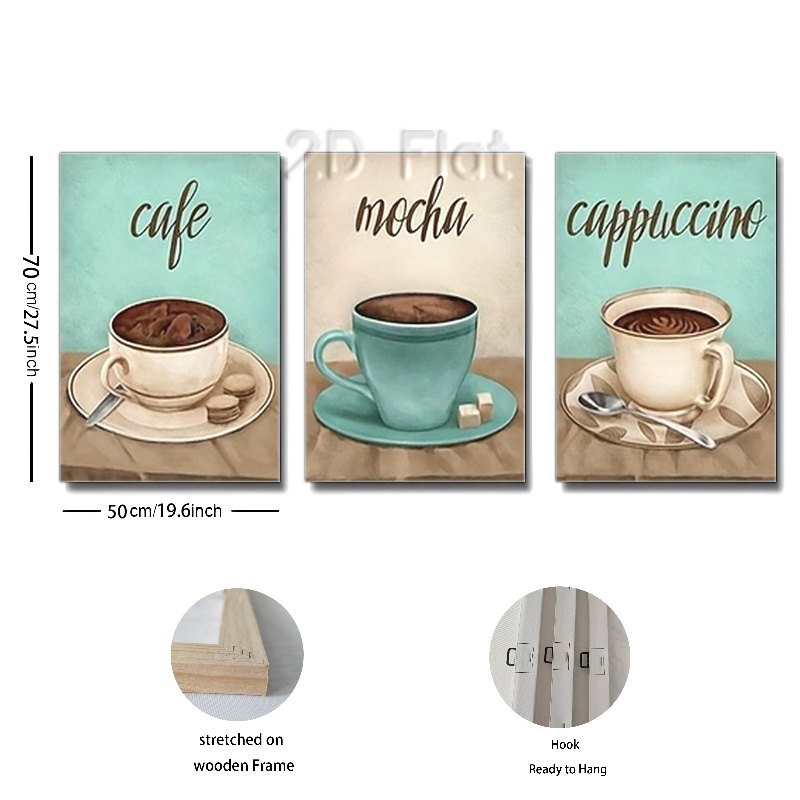 2D Flat
cafe
mocha
cappuccino
70 cm/27.5inch
50 cm/19.6inch
stretched on
wooden Frame
Hook
Ready to Hang